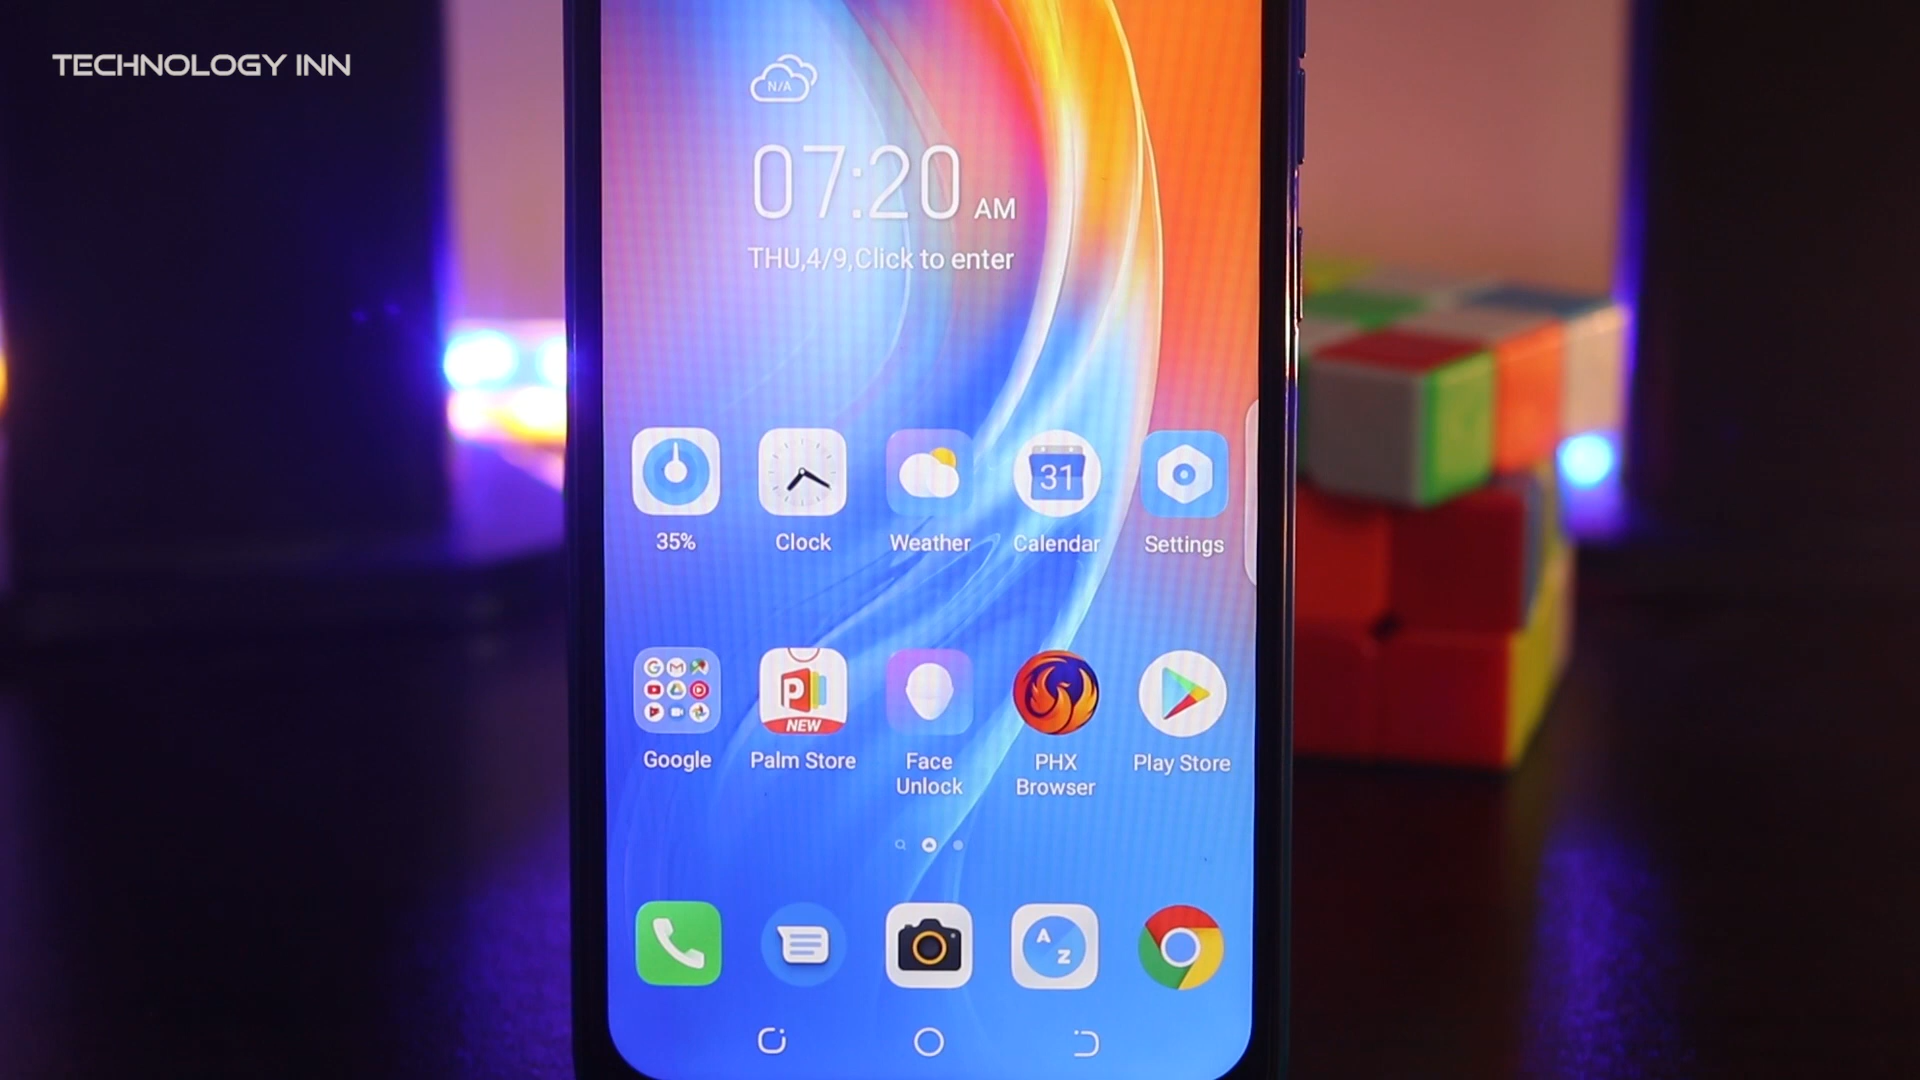 TECHNOLOGY INN
N/A
07:20 AM
THU,4/9,Click to enter
31
35%
Clock
Weather
Calendar
Settings
P
NEW
Google
Palm Store
Face
Unlock
PHX
Browser
Play Store
A
Z